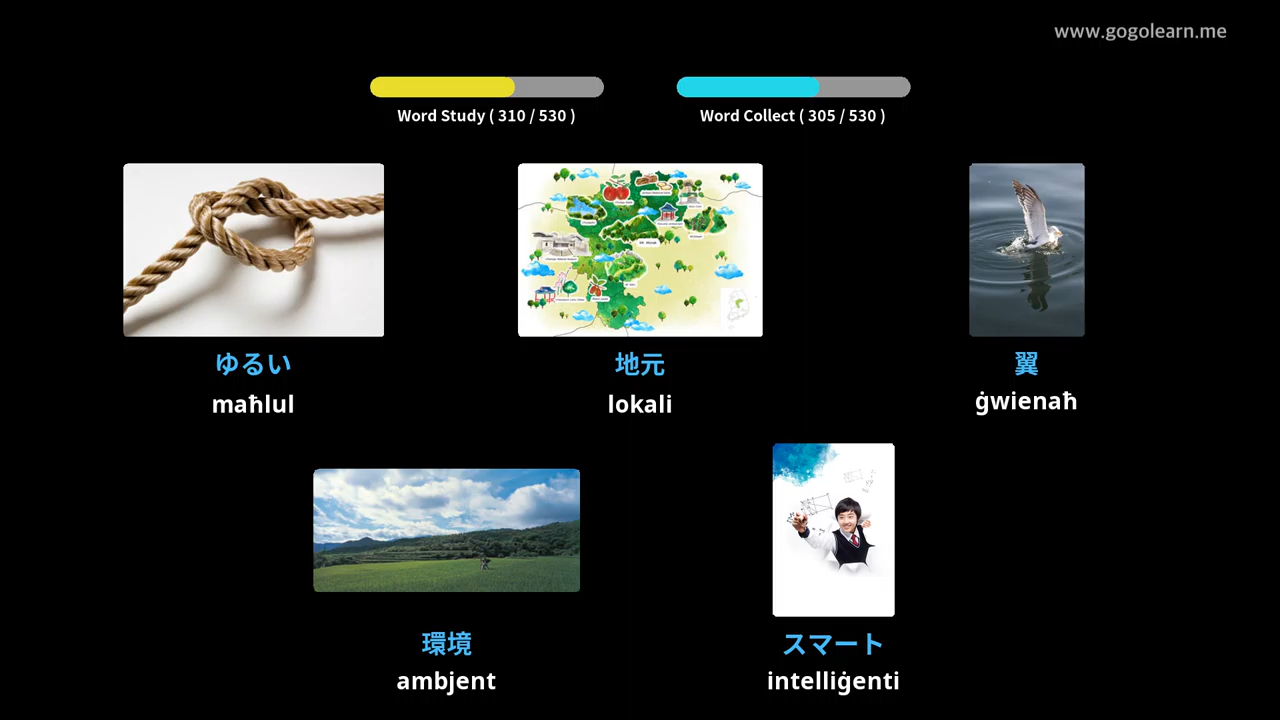 www.gogolearn.me
Word Study ( 310 / 530 )
Word Collect ( 305 / 530 )
ゆるい
maħlul
地元
lokali
翼
ġwienaħ
環境
ambjent
スマート
intelliġenti